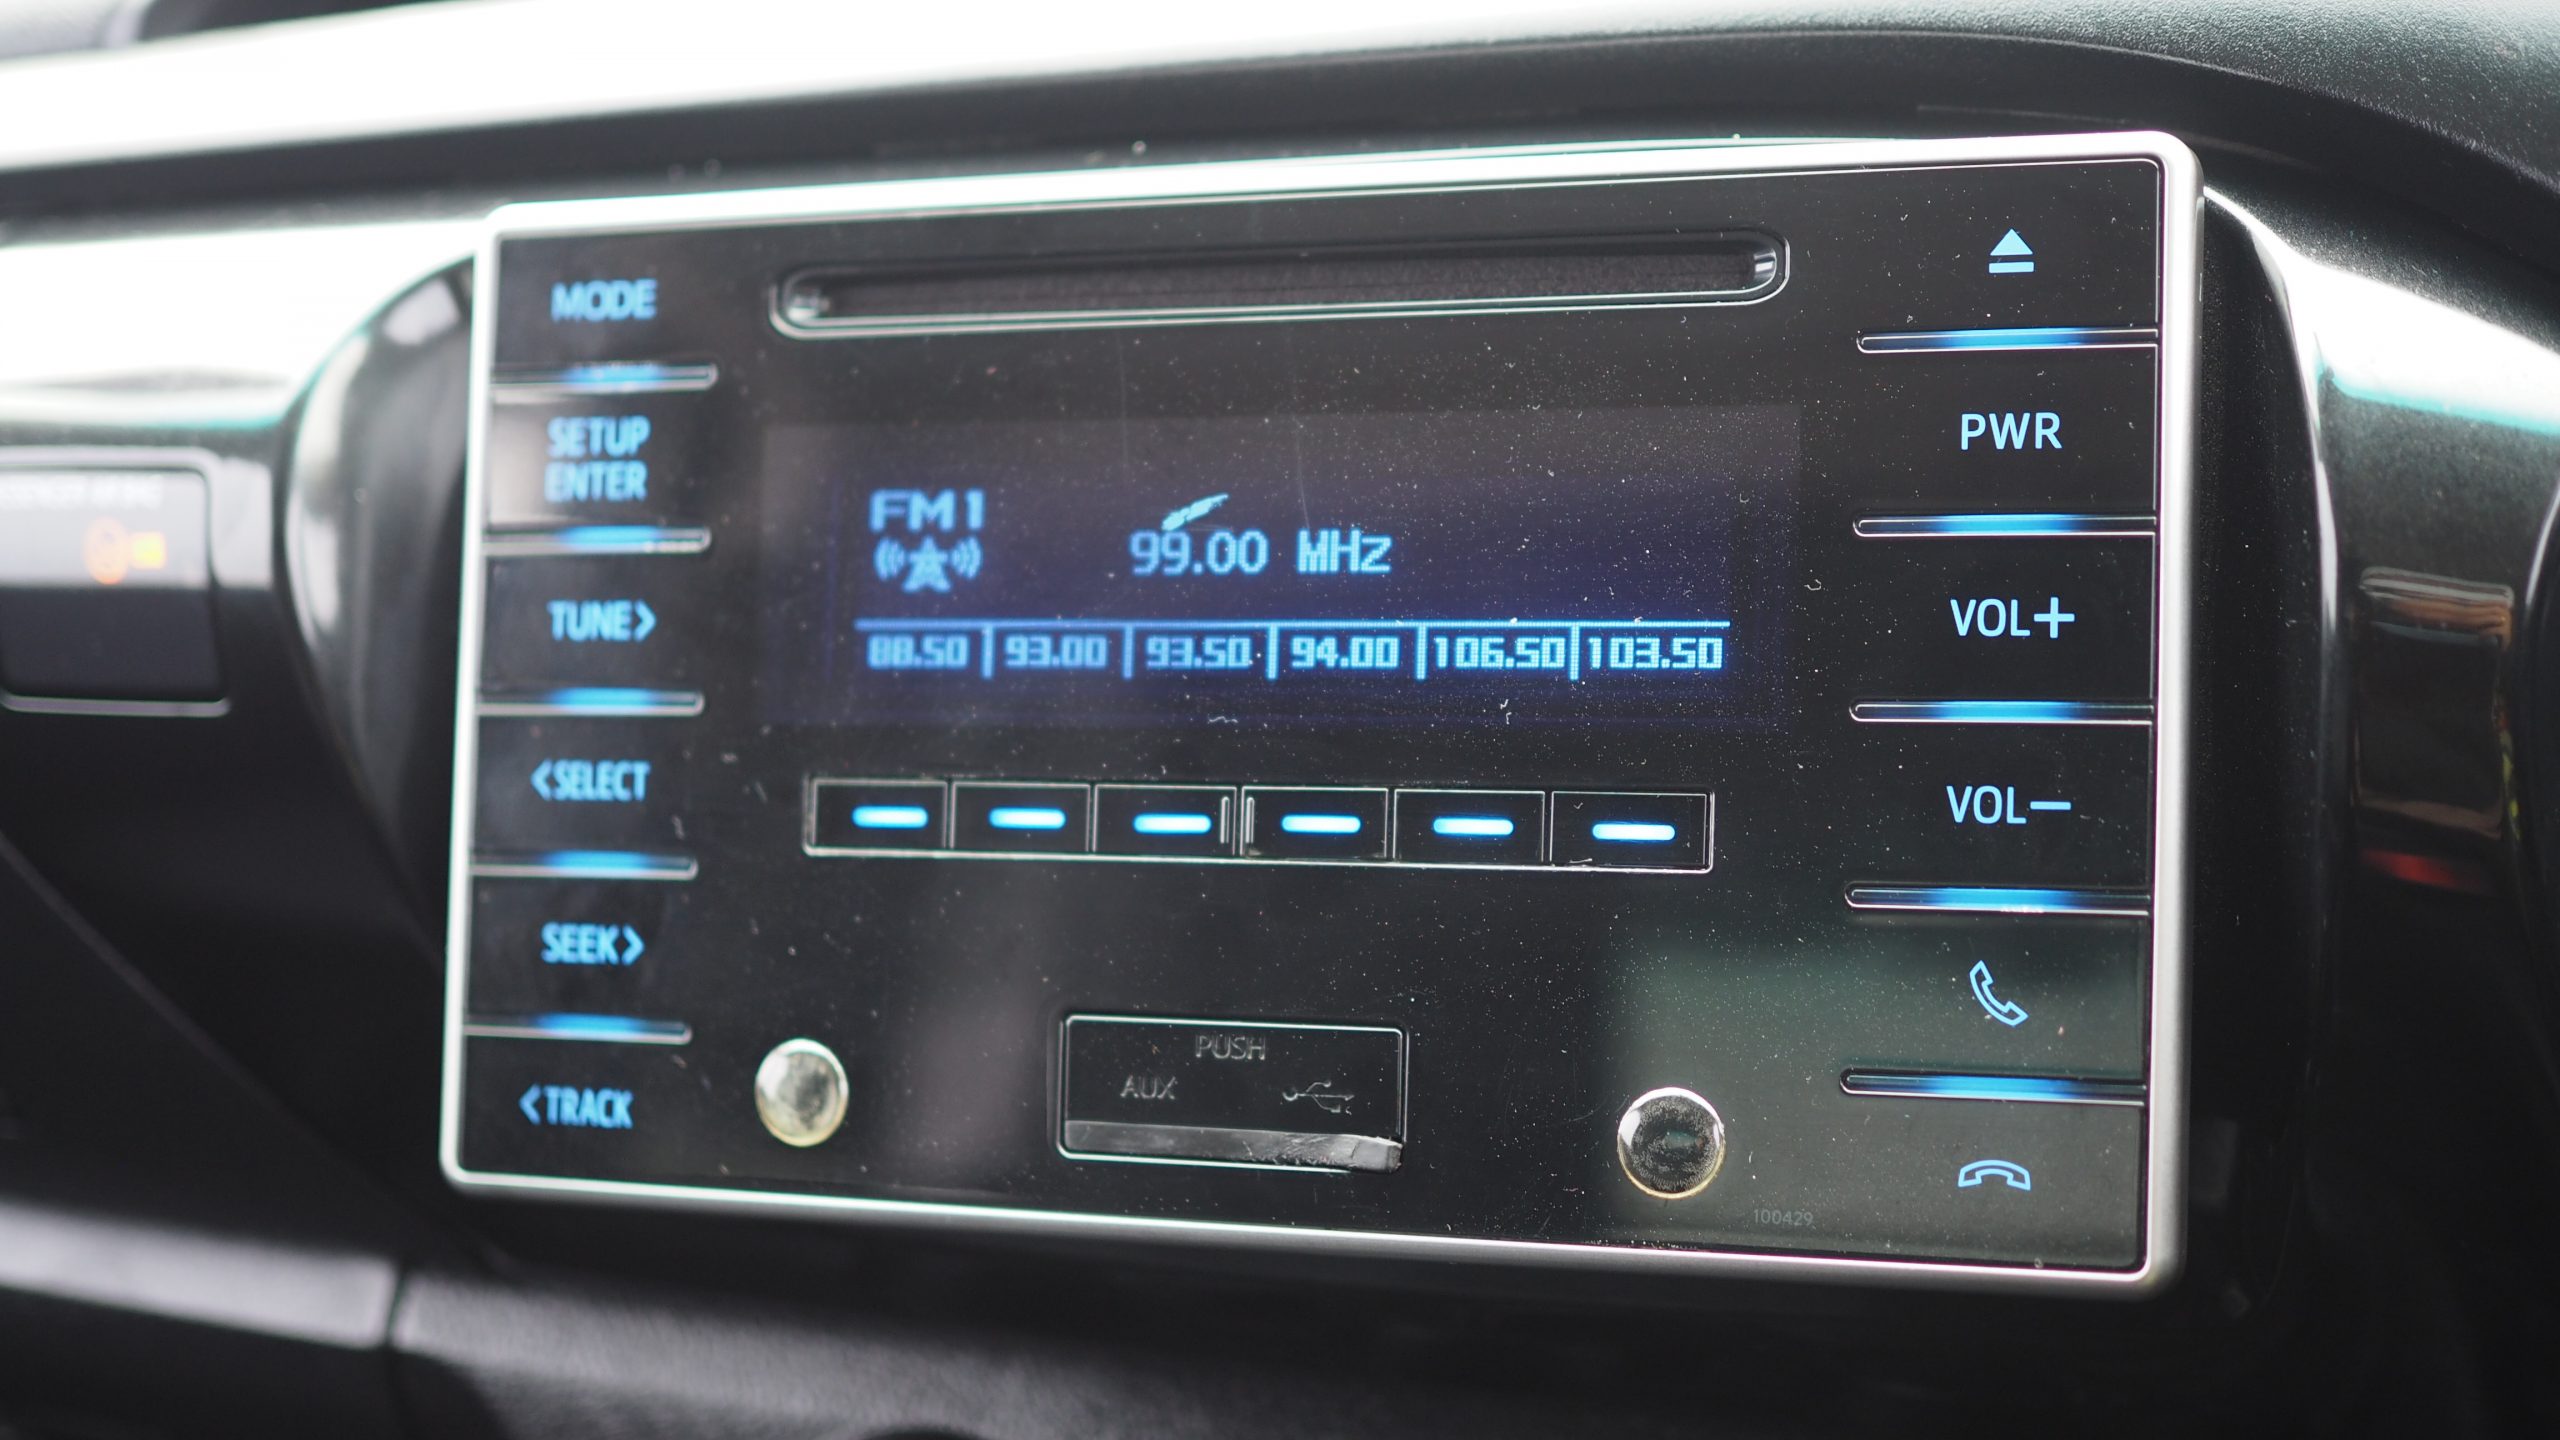 MODE
SETUP
ENTER
TUNE>
<SELECT
SEEK>
<TRACK
FM1
99.00 MHz
88.50 93.00 93.50 94.00 106.50 103.50
PUSH
AUX
PWR
VOL+
VOL-
100429